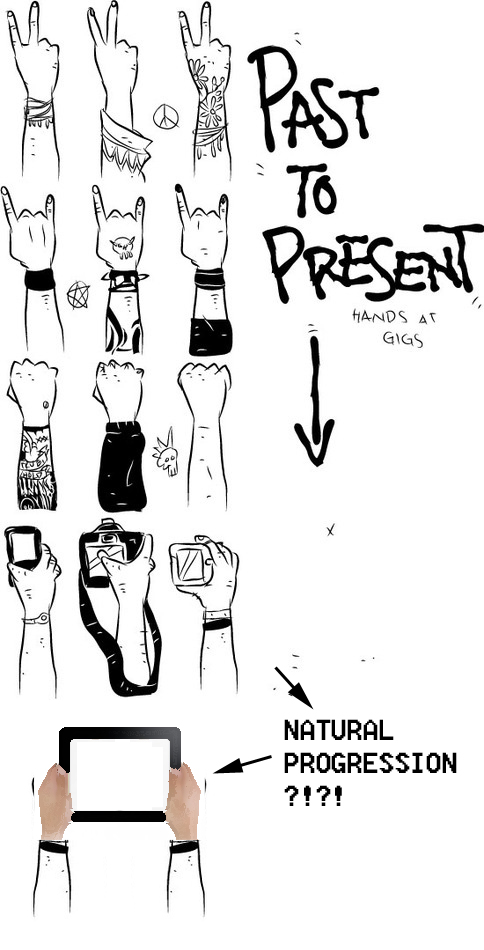 PAST
TO
PRESENT
HANDS AT
GIGS
NATURAL
PROGRESSION
?!?!